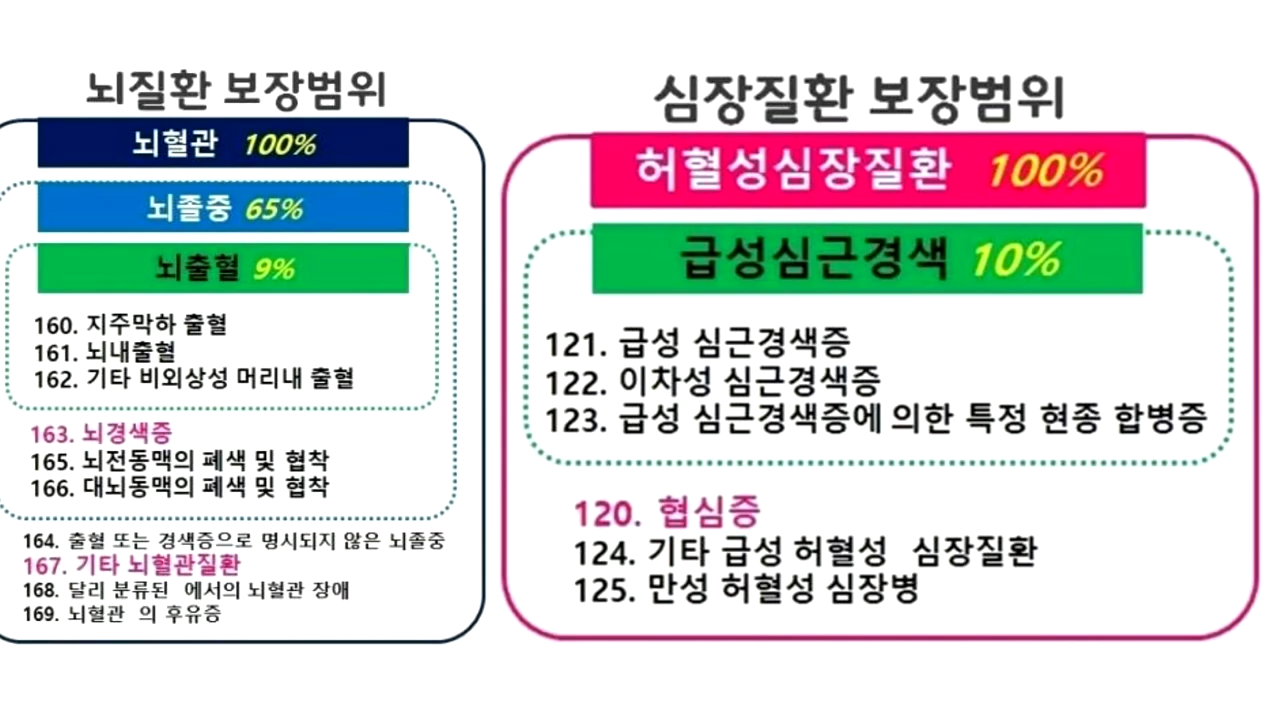 뇌질환 보장범위
뇌혈관 100%
뇌졸중 65%
뇌출혈 9%
160. 지주막하 출혈
161. 뇌내출혈
162. 기타 비외상성 머리내 출혈
163. 뇌경색증
165. 뇌전동맥의 폐색 및 협착
166. 대뇌동맥의 폐색 및 협착
164. 출혈 또는 경색증으로 명시되지 않은 뇌졸중
167. 기타 뇌혈관질환
168. 달리 분류된 에서의 뇌혈관 장애
169. 뇌혈관 의 후유증
심장질환 보장범위
허혈성심장질환 100%
급성심근경색 10%
121. 급성 심근경색증
122. 이차성 심근경색증
123. 급성 심근경색증에 의한 특정 현종 합병증
120. 협심증
124. 기타 급성 허혈성 심장질환
125. 만성 허혈성 심장병